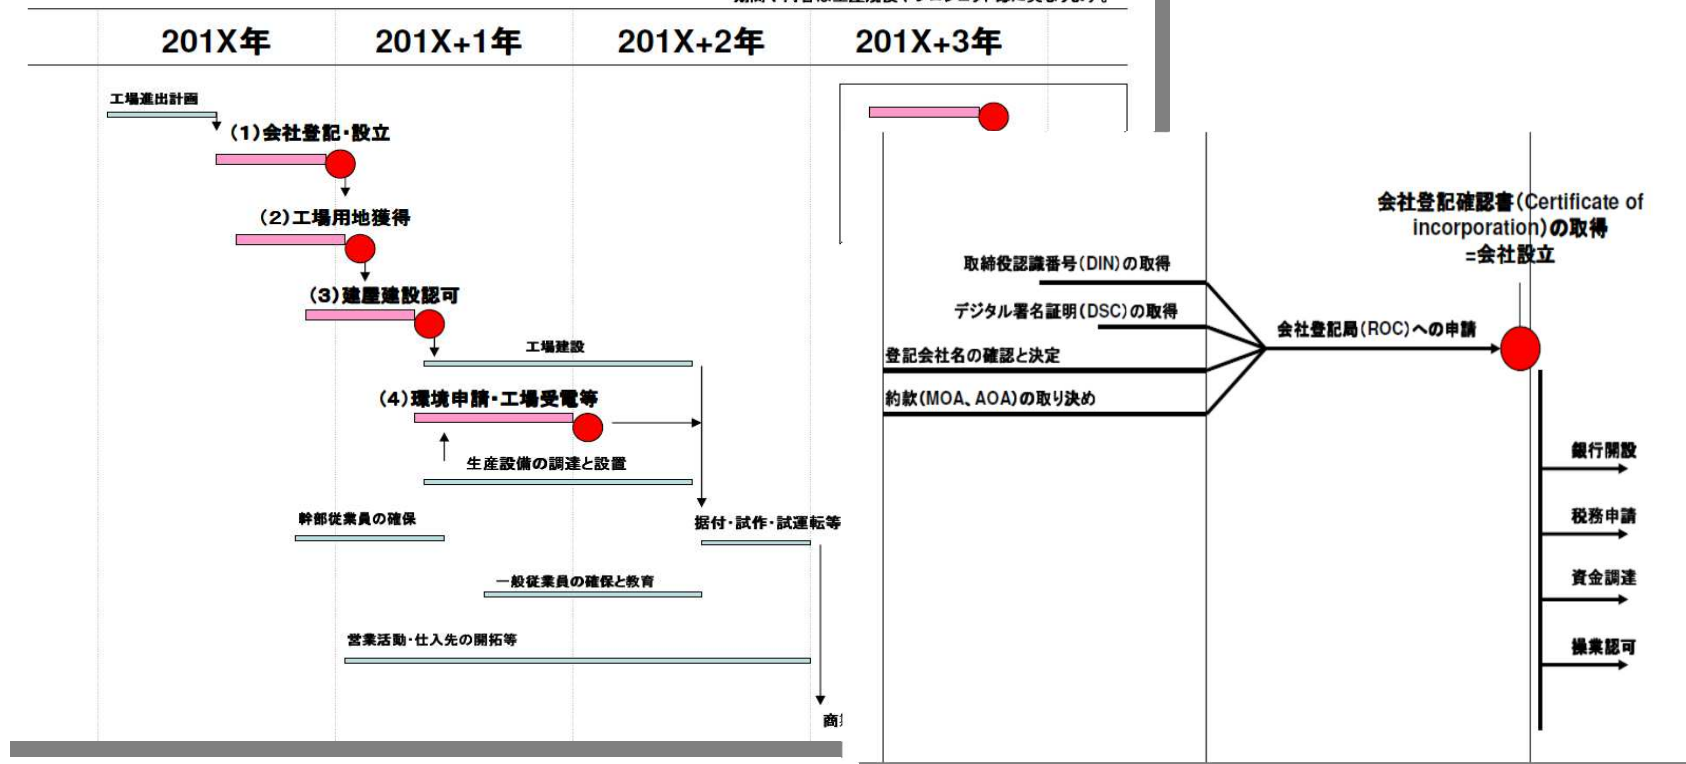 201X年
201X+1年
201X+2年
201X+3年
工場進出計画
(1)会社登記・設立
(2)工場用地獲得
(3)建屋建設認可
工場建設
(4)環境申請・工場受電等
生産設備の調達と設置
幹部従業員の確保
据付・試作・試運転等
一般従業員の確保と教育
営業活動・仕入先の開拓等
商
会社登記確認書(Certificate of
incorporation)の取得
=会社設立
取締役認識番号(DIN)の取得
デジタル署名証明(DSC)の取得
会社登記局(ROC)への申請
登記会社名の確認と決定
約款(MOA、AOA)の取り決め
銀行開設
税務申請
資金調達
操業認可